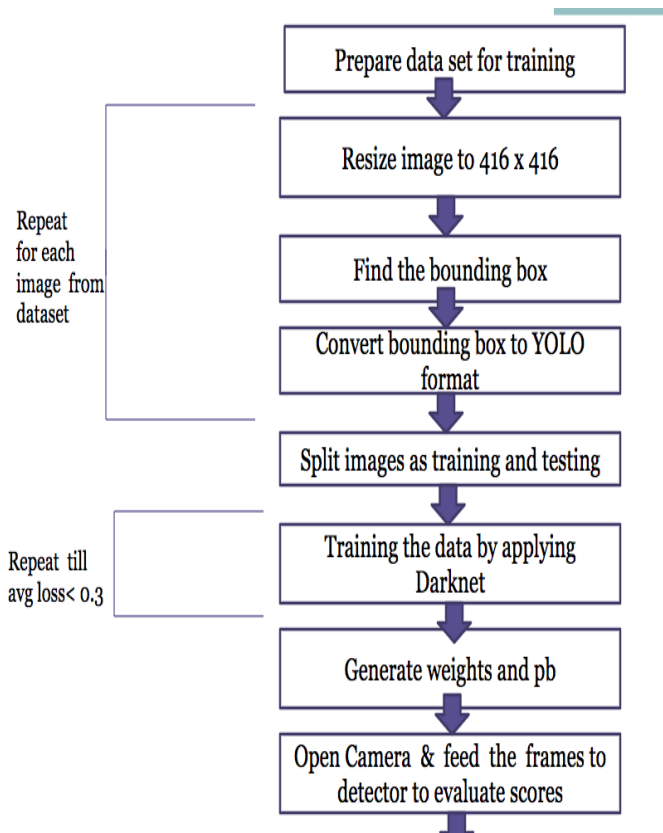 Prepare data set for training
Resize image to 416 x 416
Repeat
for each
image from
dataset
Find the bounding box
Convert bounding box to YOLO
format
Split images as training and testing
Repeat till
avg loss< 0.3
Training the data by applying
Darknet
Generate weights and pb
Open Camera & feed the frames to
detector to evaluate scores